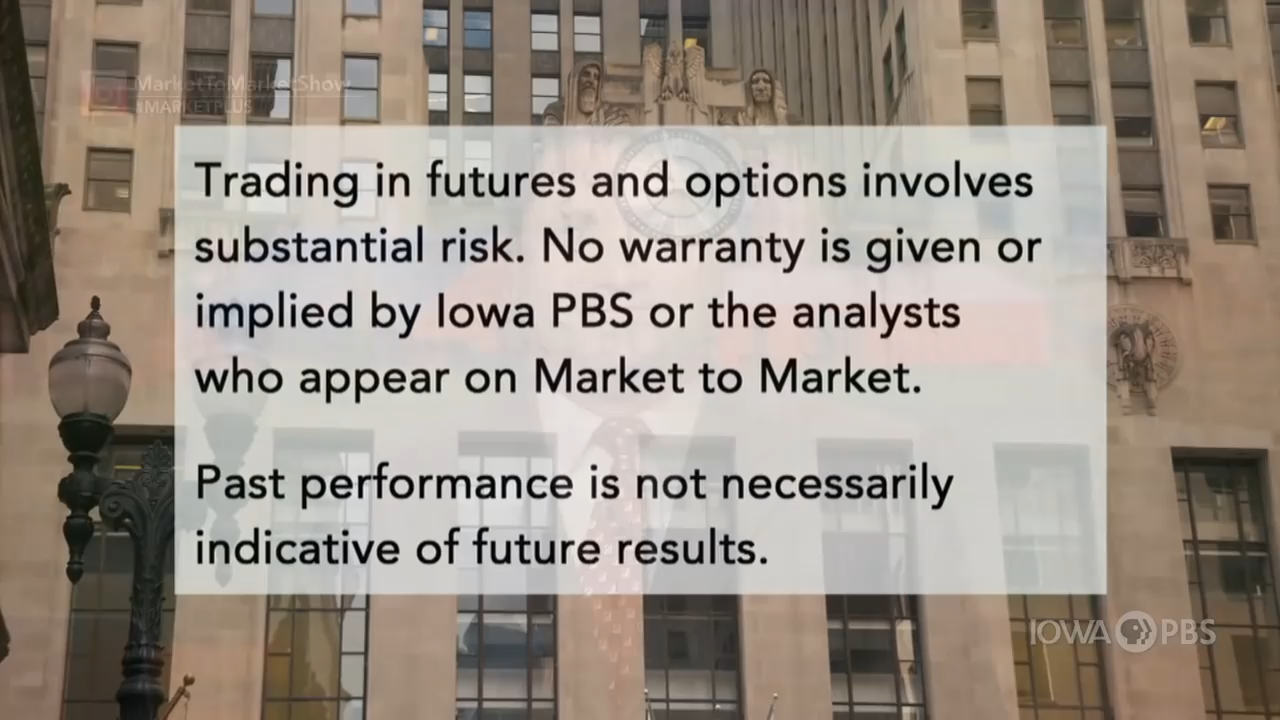 MarketToMarketShow
#MARKETPLUS
Trading in futures and options involves
substantial risk. No warranty is given or
implied by Iowa PBS or the analysts
who appear on Market to Market.
Past performance is not necessarily
indicative of future results.
IOWA PBS